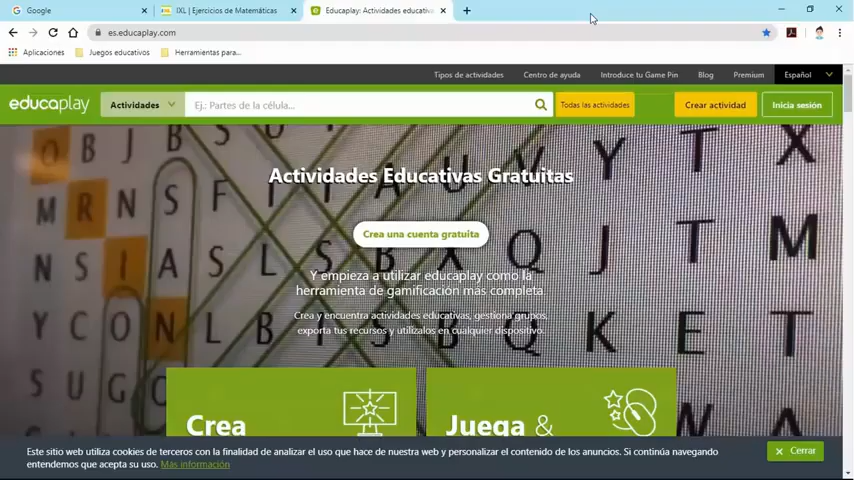 Google
IXL | Ejercicios de Matemáticas
Educaplay: Actividades educativa
es.educaplay.com
Aplicaciones
Juegos educativos
Herramientas para...
Tipos de actividades
Centro de ayuda
Introduce tu Game Pin
Blog
Premium
Español
educaplay
Actividades
Ej.: Partes de la célula...
Todas las actividades
Crear actividad
Inicia sesión
Actividades Educativas Gratuitas
Crea una cuenta gratuita
Y empieza a utilizar educaplay como la
herramienta de gamificación más completa
Crea y encuentra actividades educativas, gestiona grupos,
exporta tus recursos y utilízalos en cualquier dispositivo.
Crea
Juega &
Este sitio web utiliza cookies de terceros con la finalidad de analizar el uso que hace de nuestra web y personalizar el contenido de los anuncios. Si continúa navegando
entendemos que acepta su uso. Más información
Cerrar